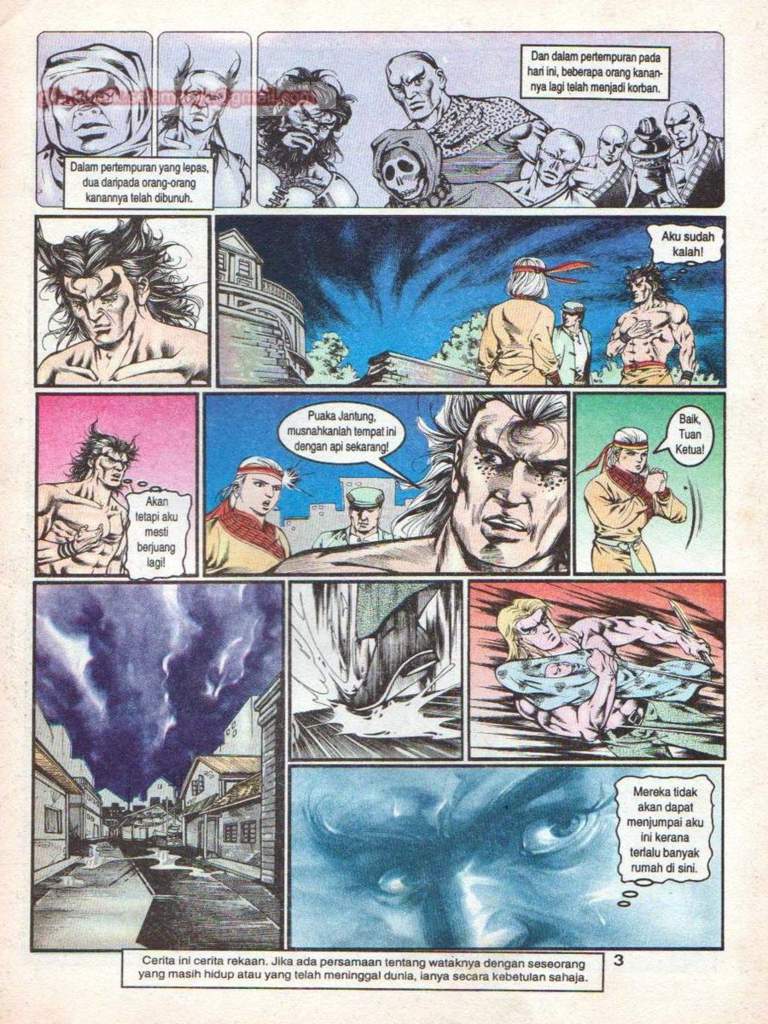 Dalam pertempuran yang lepas,
dua daripada orang-orang
kanannya telah dibunuh.
Dan dalam pertempuran pada
hari ini, beberapa orang kanan-
nya lagi telah menjadi korban.
Aku sudah
kalah!
Akan
tetapi aku
mesti
berjuang
lagi!
Puaka Jantung,
musnahkanlah tempat ini
dengan api sekarang!
Baik,
Tuan
Ketua!
Mereka tidak
akan dapat
menjumpai aku
ini kerana
terlalu banyak
rumah di sini.
Cerita ini cerita rekaan. Jika ada persamaan tentang wataknya dengan seseorang
yang masih hidup atau yang telah meninggal dunia, ianya secara kebetulan sahaja.
3